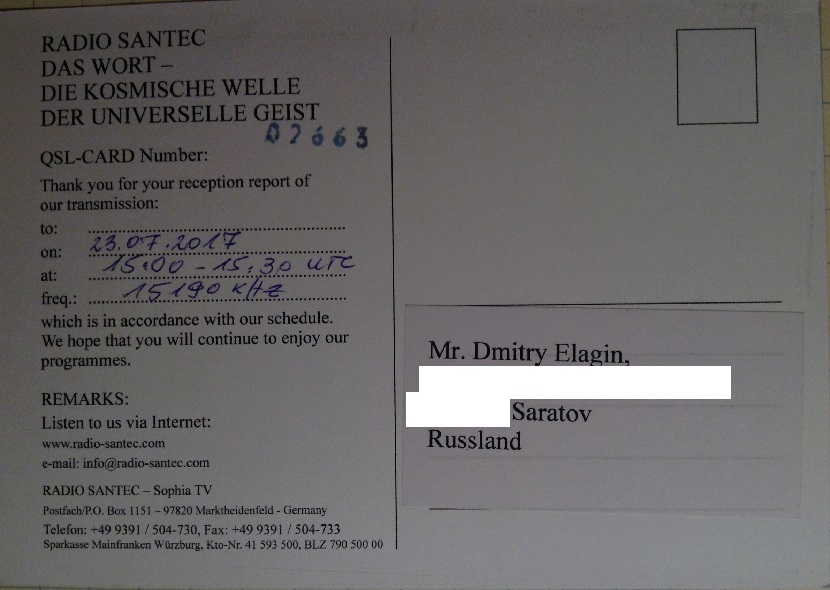 RADIO SANTEC
DAS WORT –
DIE KOSMISCHE WELLE
DER UNIVERSELLE GEIST
02663
QSL-CARD Number:
Thank you for your reception report of
our transmission:
to:
on: 23.07.2017
at: 15:00 - 15:30 UTC
freq.: 15190 kHz
which is in accordance with our schedule.
We hope that you will continue to enjoy our
programmes.
REMARKS:
Listen to us via Internet:
www.radio-santec.com
e-mail: info@radio-santec.com
RADIO SANTEC – Sophia TV
Postfach/P.O. Box 1151 – 97820 Marktheidenfeld - Germany
Telefon: +49 9391 / 504-730, Fax: +49 9391 / 504-733
Sparkasse Mainfranken Würzburg, Kto-Nr. 41 593 500, BLZ 790 500 00
Mr. Dmitry Elagin,
Saratov
Russland